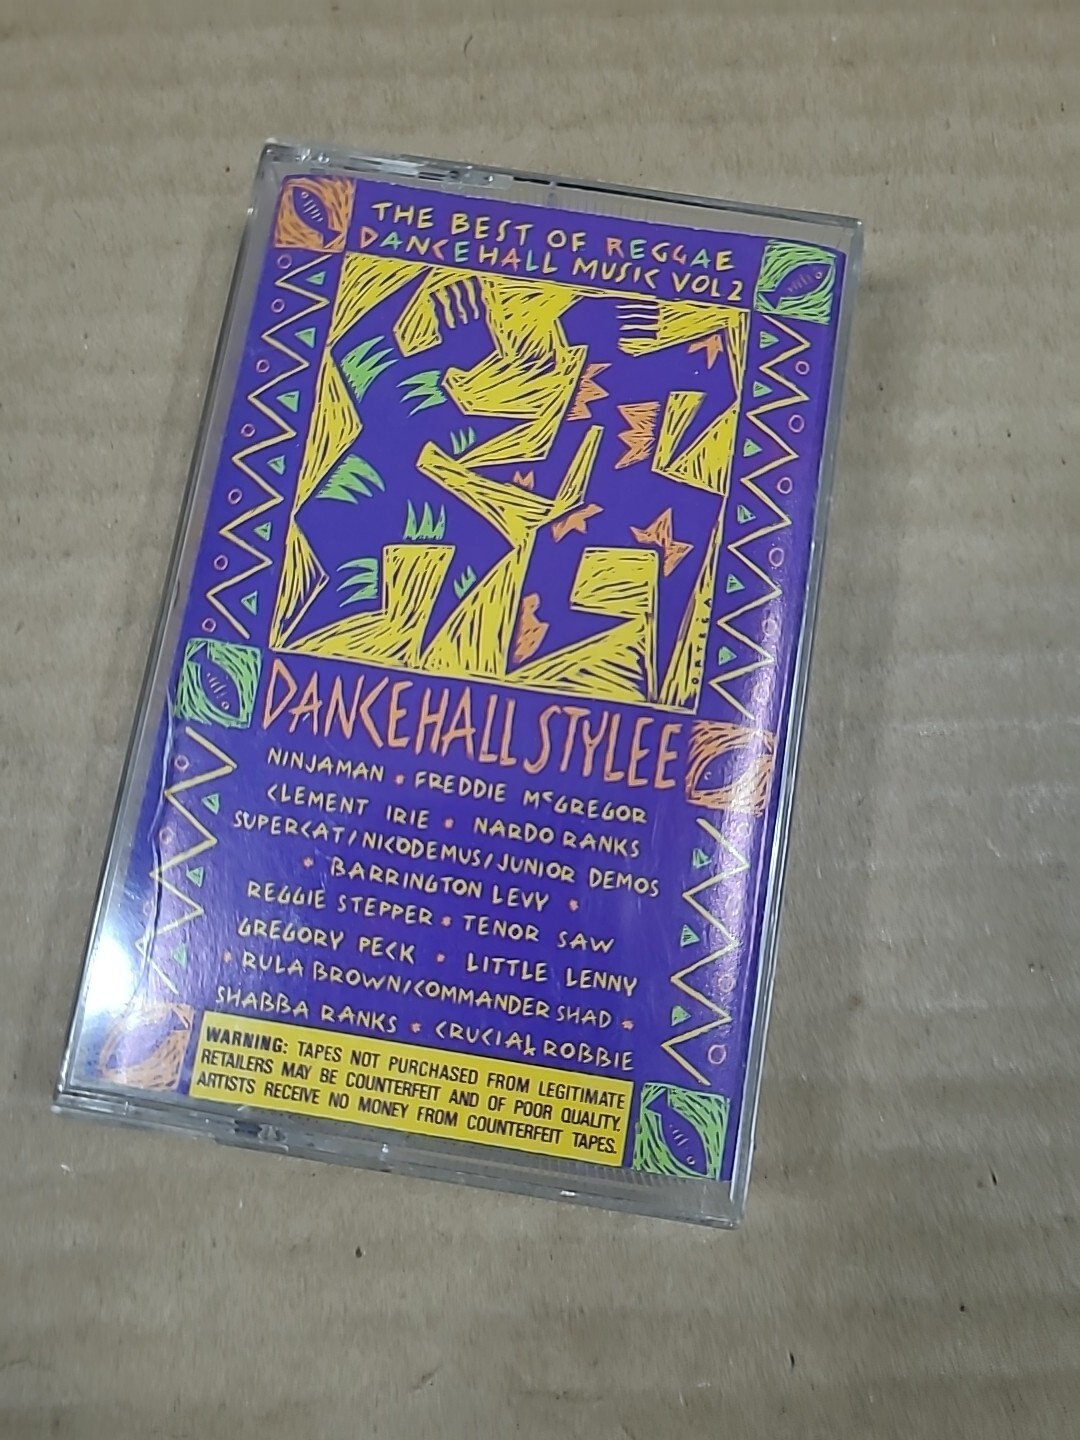 THE BEST OF REGGAE
DANCEHALL MUSIC VOL 2
ORTEGA
DANCEHALL STYLEE
NINJAMAN • FREDDIE McGREGOR
CLEMENT IRIE • NARDO RANKS
SUPERCAT/NICODEMUS/JUNIOR DEMOS
• BARRINGTON LEVY •
REGGIE STEPPER • TENOR SAW
GREGORY PECK • LITTLE LENNY
• RULA BROWN/COMMANDER SHAD •
SHABBA RANKS • CRUCIAL ROBBIE
WARNING: TAPES NOT PURCHASED FROM LEGITIMATE
RETAILERS MAY BE COUNTERFEIT AND OF POOR QUALITY.
ARTISTS RECEIVE NO MONEY FROM COUNTERFEIT TAPES.